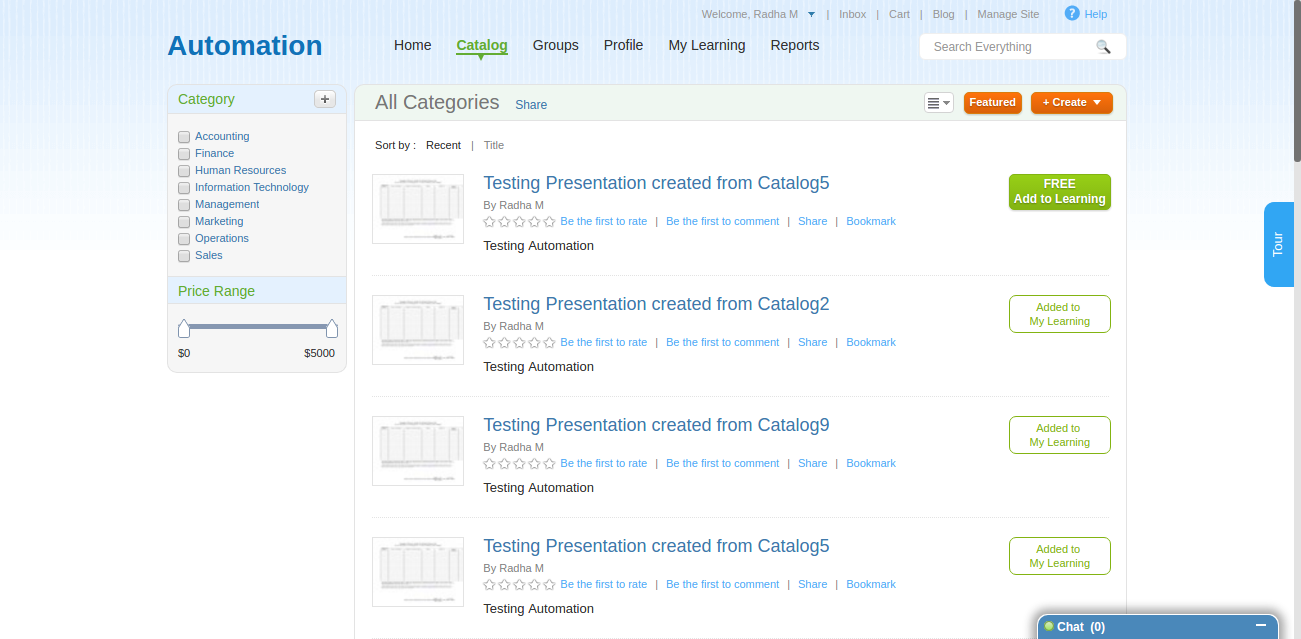 Welcome, Radha M | Inbox | Cart | Blog | Manage Site ? Help
Automation
Home Catalog Groups Profile My Learning Reports
Search Everything
Category +
Accounting
Finance
Human Resources
Information Technology
Management
Marketing
Operations
Sales
Price Range
$0 $5000
All Categories Share
Featured + Create
Sort by : Recent | Title
Testing Presentation created from Catalog5
By Radha M
Be the first to rate | Be the first to comment | Share | Bookmark
Testing Automation
FREE
Add to Learning
Testing Presentation created from Catalog2
By Radha M
Be the first to rate | Be the first to comment | Share | Bookmark
Testing Automation
Added to
My Learning
Testing Presentation created from Catalog9
By Radha M
Be the first to rate | Be the first to comment | Share | Bookmark
Testing Automation
Added to
My Learning
Testing Presentation created from Catalog5
By Radha M
Be the first to rate | Be the first to comment | Share | Bookmark
Testing Automation
Added to
My Learning
Tour
Chat (0)